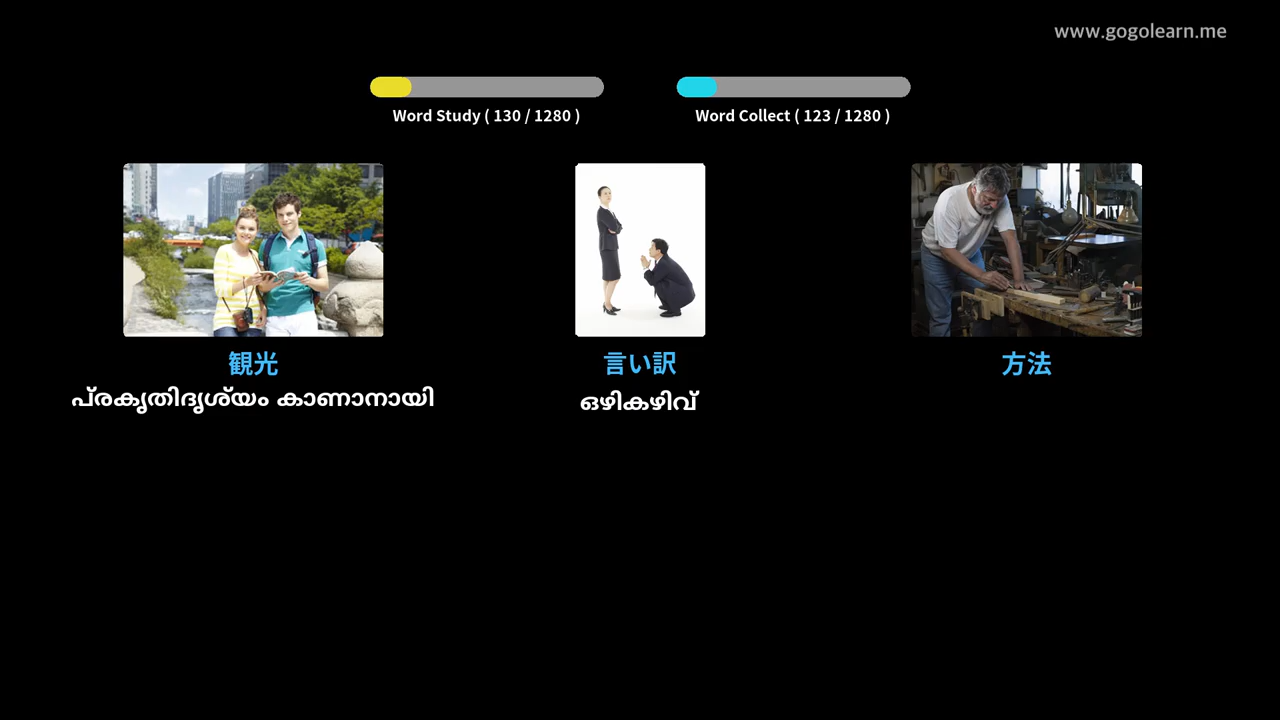 www.gogolearn.me
Word Study ( 130 / 1280 )
Word Collect ( 123 / 1280 )
観光
言い訳
方法
പ്രകൃതിദൃശ്യം കാണാനായി
ഒഴികഴിവ്